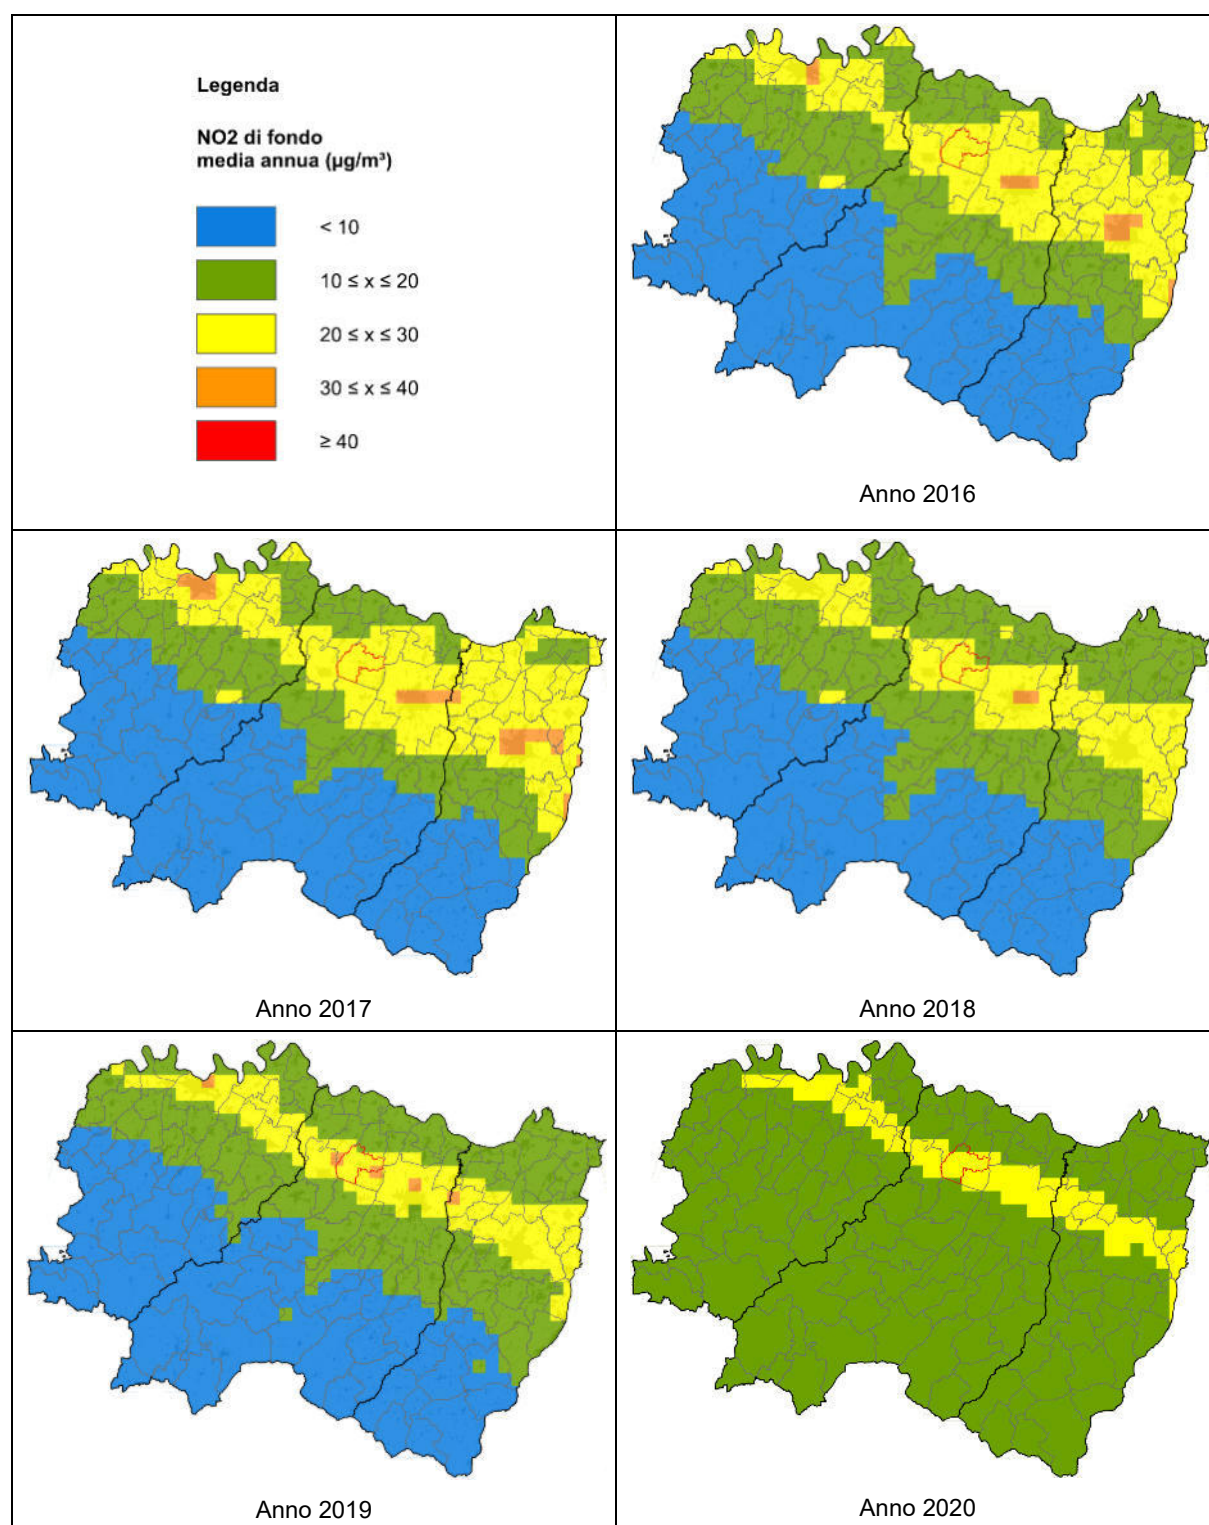 Legenda
NO2 di fondo
media annua (µg/m³)
< 10
10 ≤ x ≤ 20
20 ≤ x ≤ 30
30 ≤ x ≤ 40
≥ 40
Anno 2016
Anno 2017
Anno 2018
Anno 2019
Anno 2020